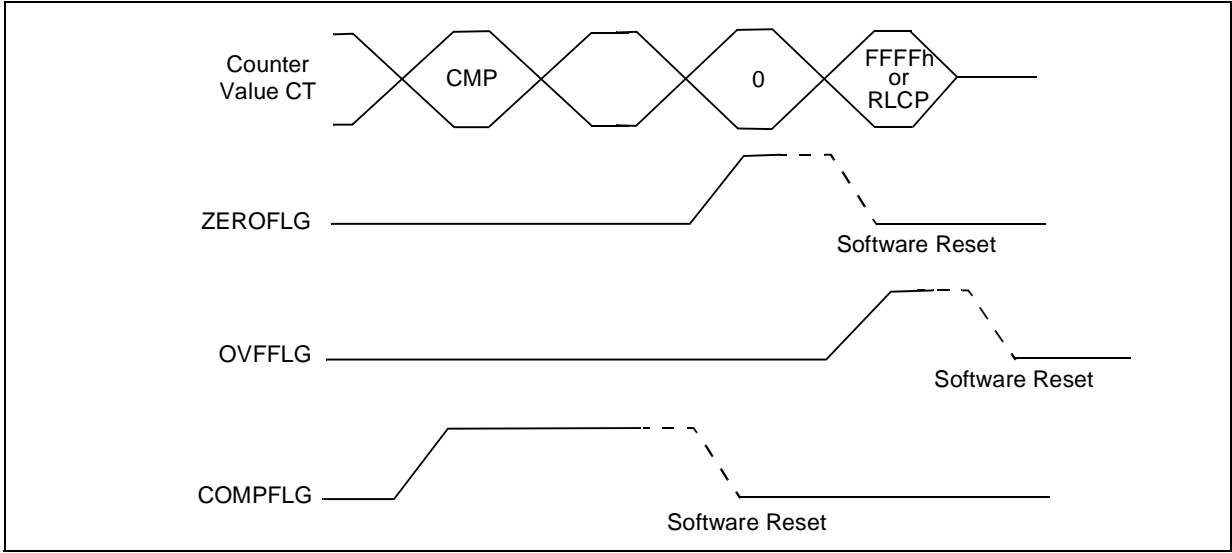 Counter
Value CT
CMP
0
FFFFh
or
RLCP
ZEROFLG
Software Reset
OVFFLG
Software Reset
COMPFLG
Software Reset